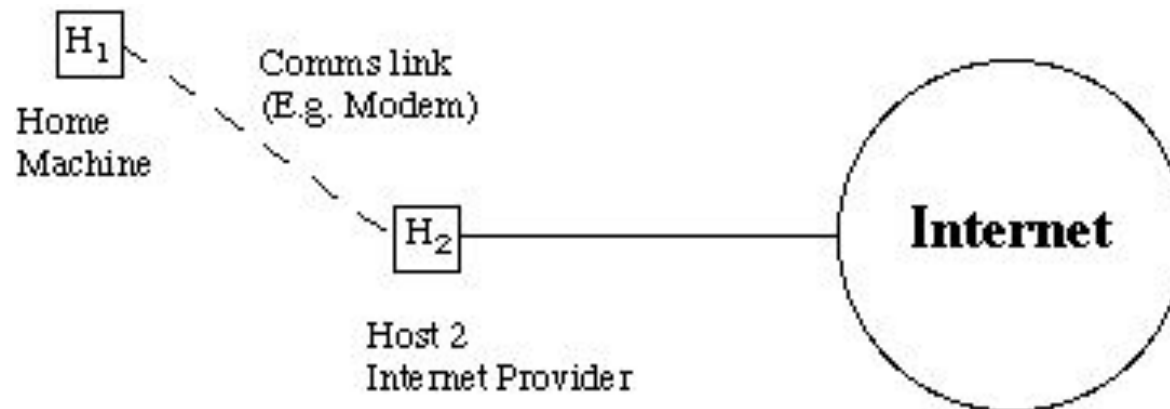 H₁
Home
Machine
Comms link
(E.g. Modem)
H₂
Host 2
Internet Provider
Internet